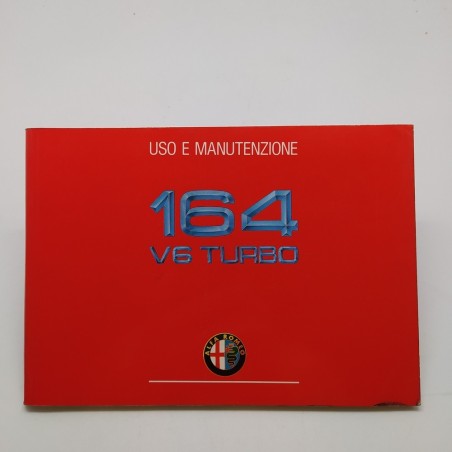 USO E MANUTENZIONE
164
V6 TURBO
ALFA ROMEO